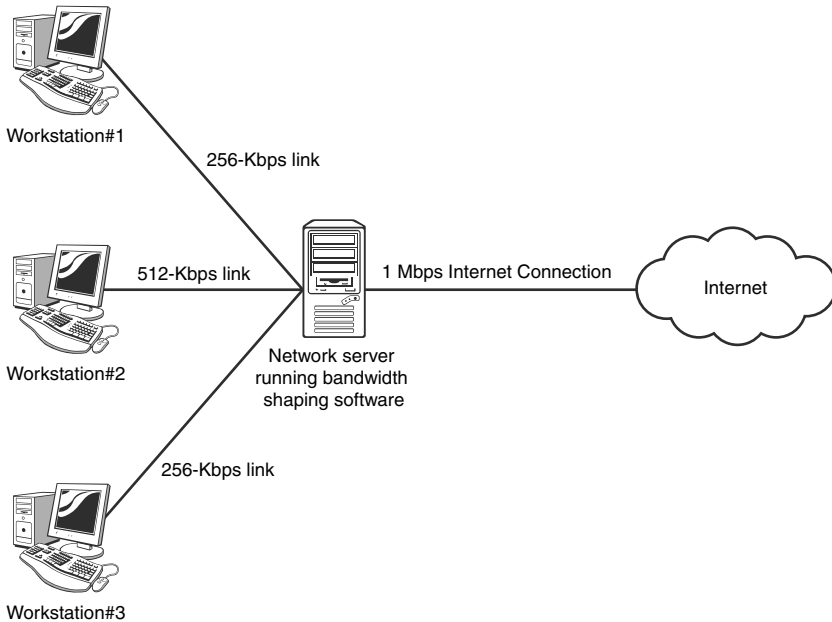 Workstation#1
256-Kbps link
512-Kbps link
1 Mbps Internet Connection
Internet
Workstation#2
Network server
running bandwidth
shaping software
256-Kbps link
Workstation#3